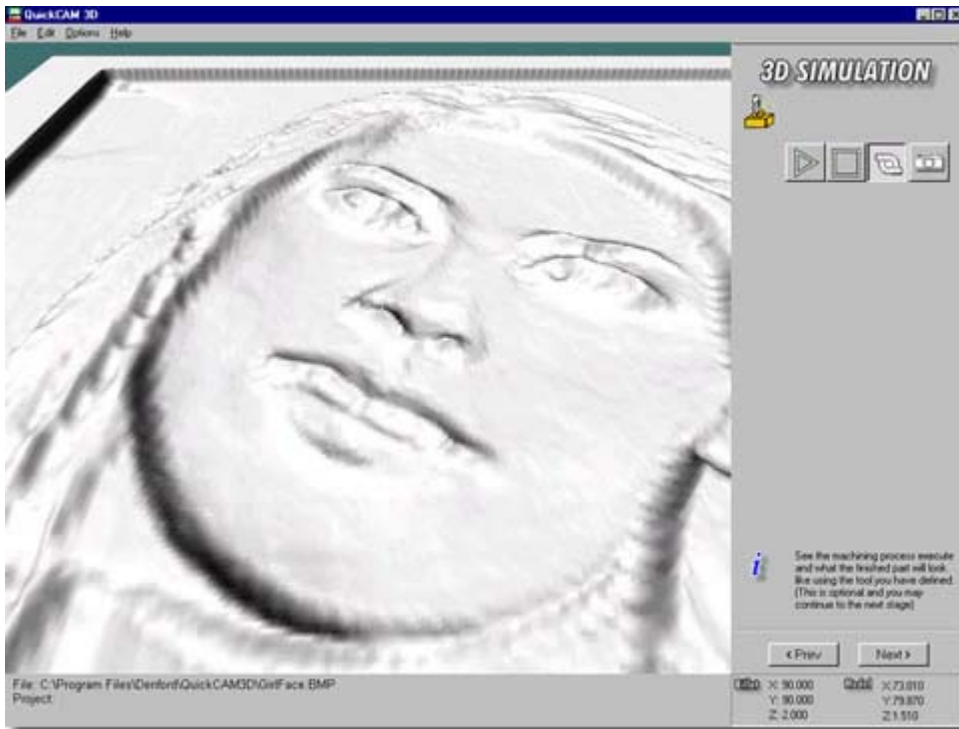 QuickCAM 3D
File Edit Options Help
3D SIMULATION
i See the machining process execute
and what the finished part will look
like using the tool you have defined.
(This is optional and you may
continue to the next stage)
< Prev Next >
File: C:\Program Files\Denford\QuickCAM3D\GirlFace.BMP
Project:
Billet X: 90.000 Model X:73.010
Y: 90.000 Y:79.870
Z: 2.000 Z:1.510